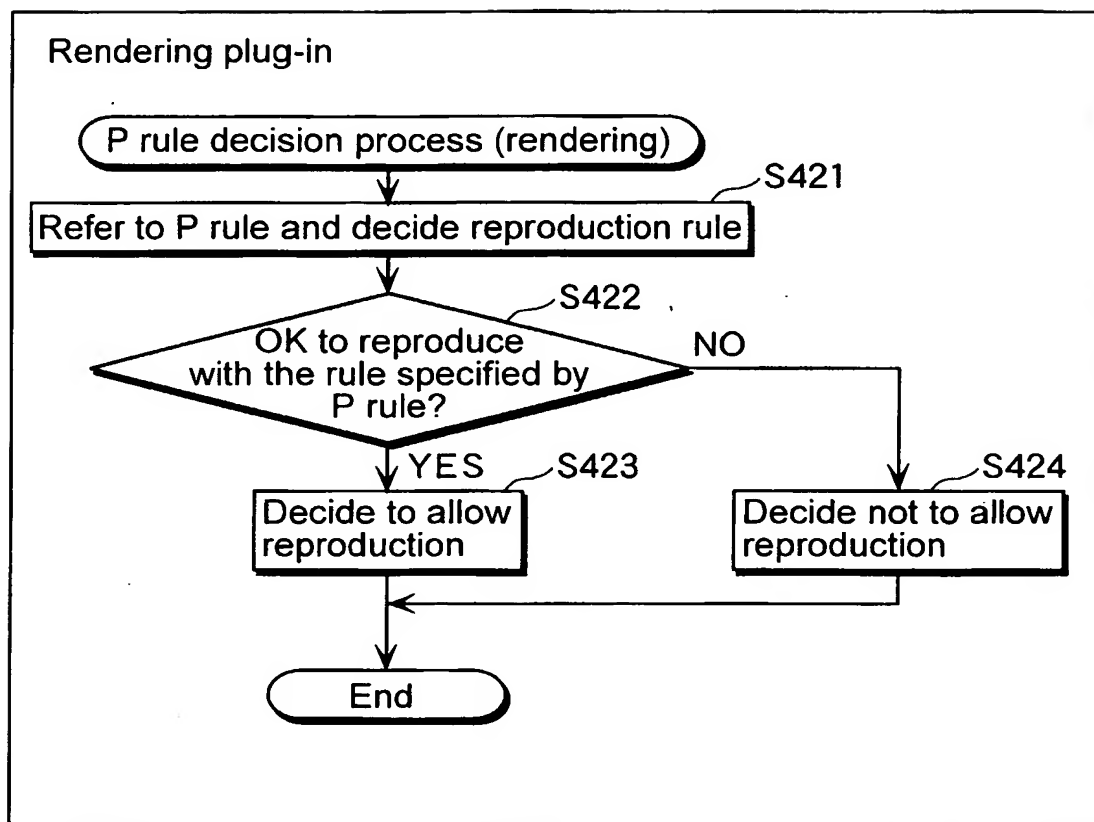 Rendering plug-in
P rule decision process (rendering)
S421
Refer to P rule and decide reproduction rule
S422
OK to reproduce
with the rule specified by
P rule?
NO
YES
S423
Decide to allow
reproduction
S424
Decide not to allow
reproduction
End